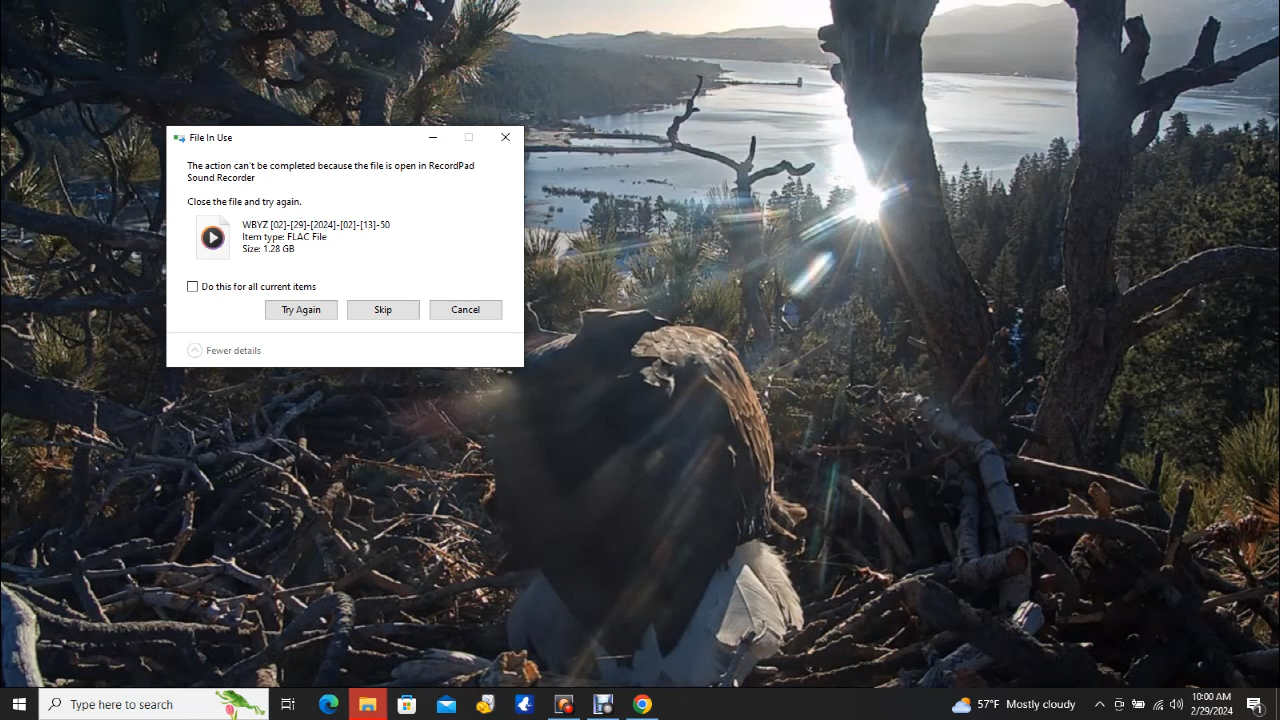 File In Use
The action can't be completed because the file is open in RecordPad
Sound Recorder
Close the file and try again.
WBYZ [02]-[29]-[2024]-[02]-[13]-50
Item type: FLAC File
Size: 1.28 GB
Do this for all current items
Try Again
Skip
Cancel
Fewer details
Type here to search
57°F Mostly cloudy
10:00 AM
2/29/2024
1